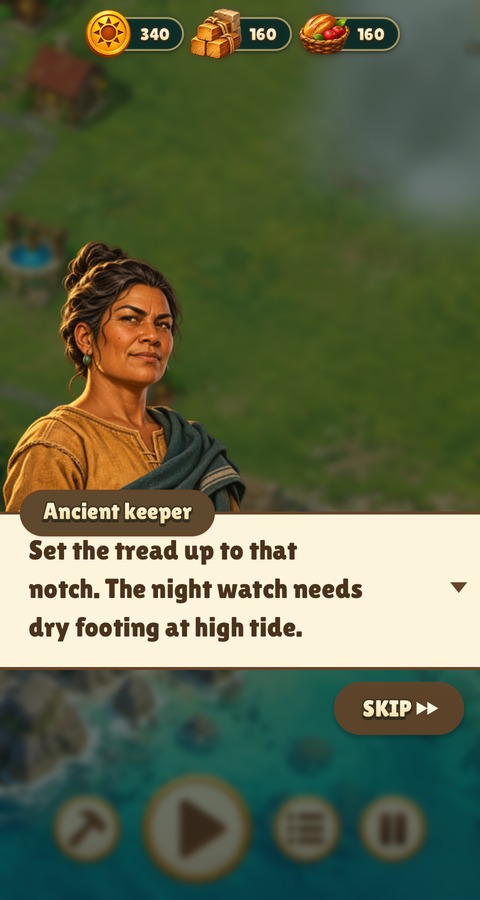 340
160
160
Ancient keeper
Set the tread up to that
notch. The night watch needs
dry footing at high tide.
SKIP